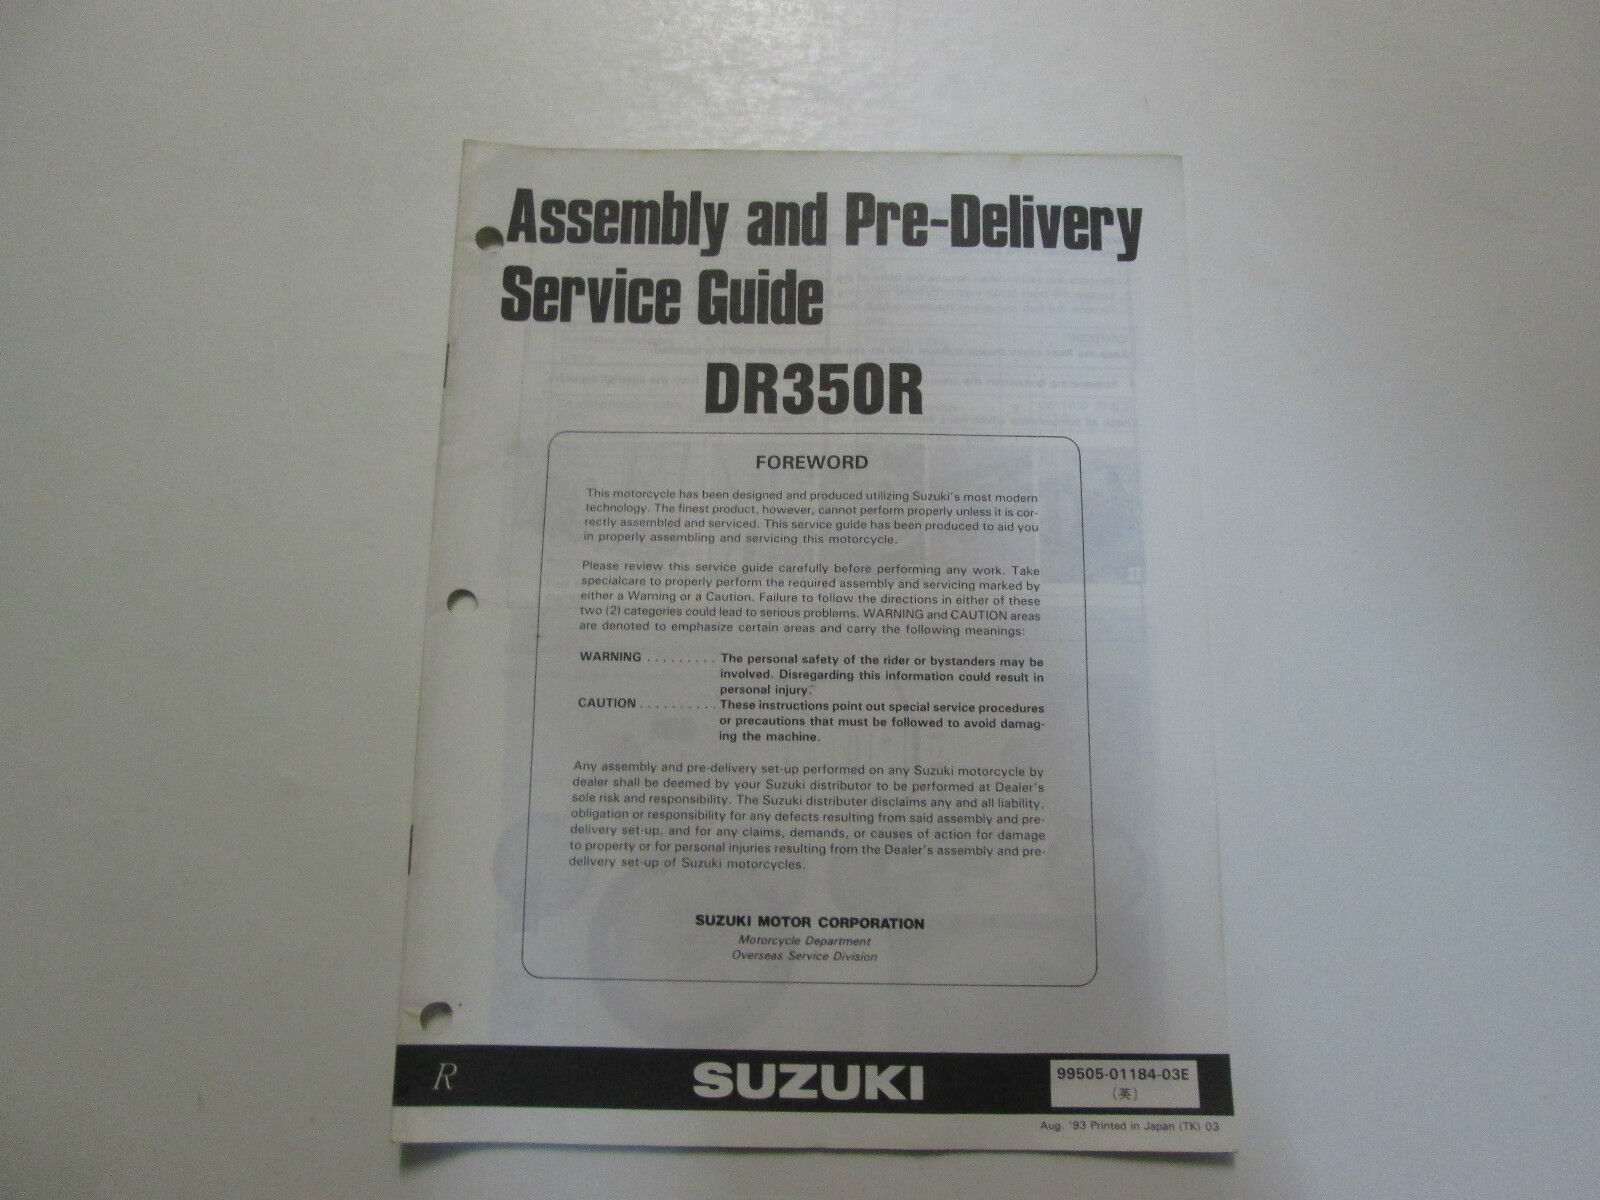 Assembly and Pre-Delivery
Service Guide
DR350R
FOREWORD
This motorcycle has been designed and produced utilizing Suzuki's most modern
technology. The finest product, however, cannot perform properly unless it is cor-
rectly assembled and serviced. This service guide has been produced to aid you
in properly assembling and servicing this motorcycle.
Please review this service guide carefully before performing any work. Take
specialcare to properly perform the required assembly and servicing marked by
either a Warning or a Caution. Failure to follow the directions in either of these
two (2) categories could lead to serious problems. WARNING and CAUTION areas
are denoted to emphasize certain areas and carry the following meanings:
WARNING ......... The personal safety of the rider or bystanders may be
involved. Disregarding this information could result in
personal injury.
CAUTION .......... These instructions point out special service procedures
or precautions that must be followed to avoid damag-
ing the machine.
Any assembly and pre-delivery set-up performed on any Suzuki motorcycle by
dealer shall be deemed by your Suzuki distributor to be performed at Dealer's
sole risk and responsibility. The Suzuki distributer disclaims any and all liability,
obligation or responsibility for any defects resulting from said assembly and pre-
delivery set-up, and for any claims, demands, or causes of action for damage
to property or for personal injuries resulting from the Dealer's assembly and pre-
delivery set-up of Suzuki motorcycles.
SUZUKI MOTOR CORPORATION
Motorcycle Department
Overseas Service Division
R
SUZUKI
99505-01184-03E
(英)
Aug. '93 Printed in Japan (TK) 03